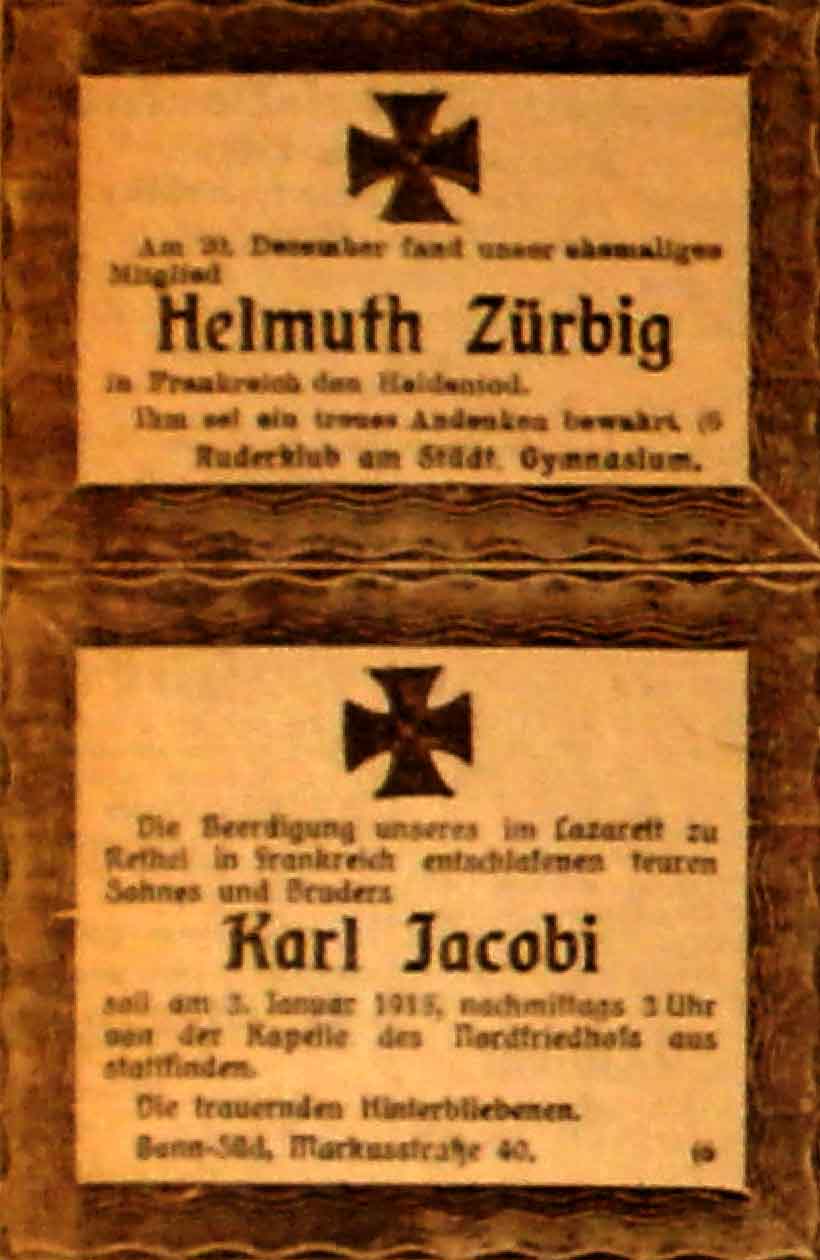 Am 20. Dezember fand unser ehemaliges
Mitglied
Helmuth Zürbig
in Frankreich den Heldentod.
Ihm sei ein treues Andenken bewahrt. (6
Ruderklub am Städt. Gymnasium.
Die Beerdigung unseres im Lazarett zu
Rethel in Frankreich entschlafenen teuren
Sohnes und Bruders
Karl Jacobi
soll am 3. Januar 1915, nachmittags 3 Uhr
von der Kapelle des Nordfriedhofs aus
stattfinden.
Die trauernden Hinterbliebenen.
Bonn-Süd, Markusstraße 40.